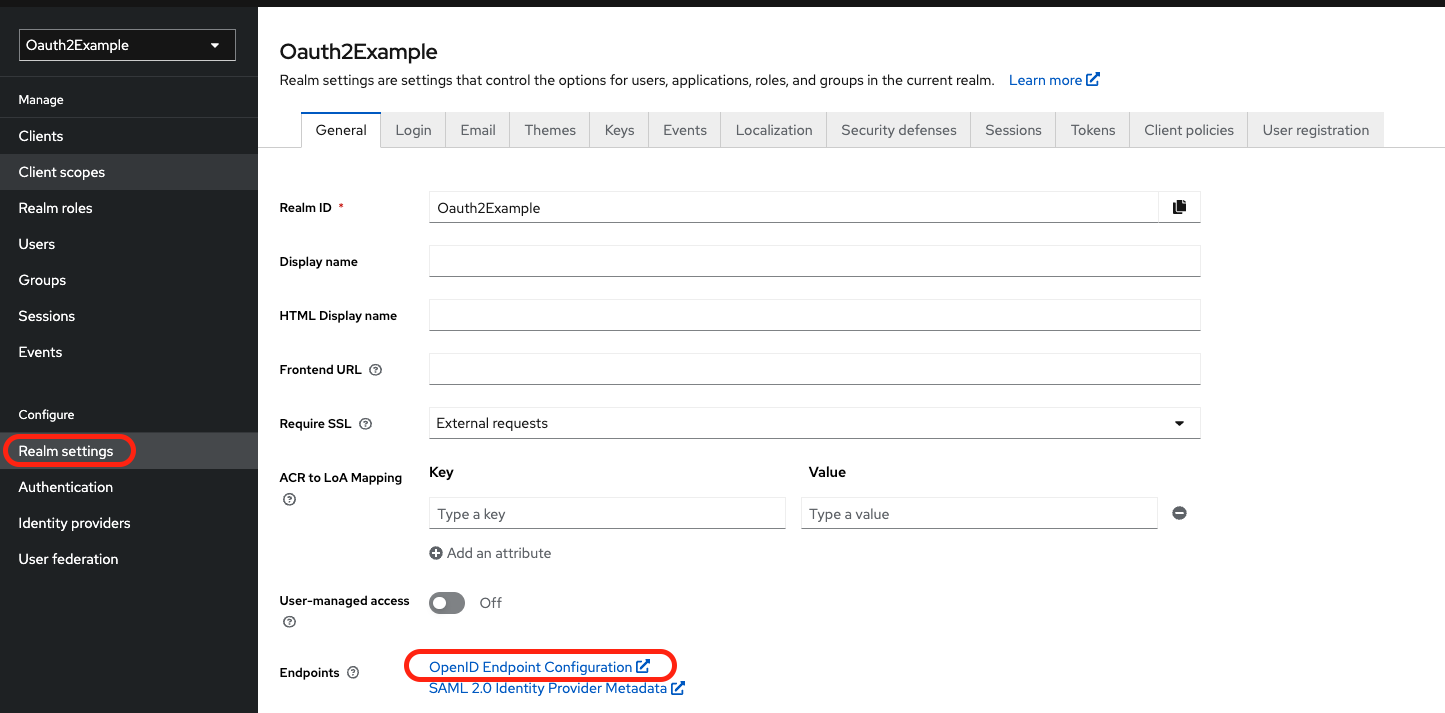 Oauth2Example
Manage
Clients
Client scopes
Realm roles
Users
Groups
Sessions
Events
Configure
Realm settings
Authentication
Identity providers
User federation
Oauth2Example
Realm settings are settings that control the options for users, applications, roles, and groups in the current realm. Learn more
General Login Email Themes Keys Events Localization Security defenses Sessions Tokens Client policies User registration
Realm ID * Oauth2Example
Display name
HTML Display name
Frontend URL
Require SSL External requests
ACR to LoA Mapping Key Value
Type a key Type a value
Add an attribute
User-managed access Off
Endpoints OpenID Endpoint Configuration
SAML 2.0 Identity Provider Metadata